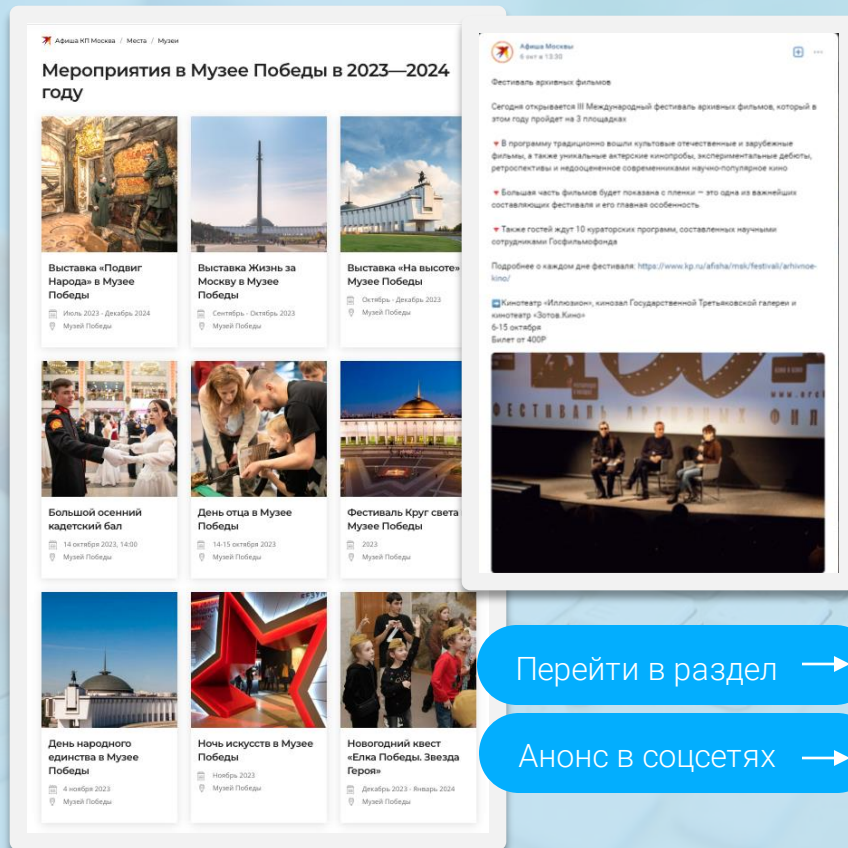 Афиша КП Москва / Места / Музеи
Мероприятия в Музее Победы в 2023—2024
году
Выставка «Подвиг
Народа» в Музее
Победы
Июль 2023 - Декабрь 2024
Музей Победы
Выставка Жизнь за
Москву в Музее
Победы
Сентябрь - Октябрь 2023
Музей Победы
Выставка «На высоте»
Музее Победы
Октябрь - Декабрь 2023
Музей Победы
Большой осенний
кадетский бал
14 октября 2023, 14:00
Музей Победы
День отца в Музее
Победы
14-15 октября 2023
Музей Победы
Фестиваль Круг света
Музее Победы
2023
Музей Победы
День народного
единства в Музее
Победы
4 ноября 2023
Музей Победы
Ночь искусств в Музее
Победы
Ноябрь 2023
Музей Победы
Новогодний квест
«Елка Победы. Звезда
Героя»
Декабрь 2023 - Январь 2024
Музей Победы
Афиша Москвы
6 окт в 13:30
Фестиваль архивных фильмов
Сегодня открывается III Международный фестиваль архивных фильмов, который в
этом году пройдет на 3 площадках
В программу традиционно вошли культовые отечественные и зарубежные
фильмы, а также уникальные актерские кинопробы, экспериментальные дебюты,
ретроспективы и недооцененное современниками научно-популярное кино
Большая часть фильмов будет показана с пленки — это одна из важнейших
составляющих фестиваля и его главная особенность
Также гостей ждут 10 кураторских программ, составленных научными
сотрудниками Госфильмофонда
Подробнее о каждом дне фестиваля: https://www.kp.ru/afisha/msk/festivali/arhivnoe-
kino/
Кинотеатр «Иллюзион», кинозал Государственной Третьяковской галереи и
кинотеатр «Зотов.Кино»
6-15 октября
Билет от 400Р
ФЕСТИВАЛЬ АРХИВНЫХ ФИЛ
Перейти в раздел
Анонс в соцсетях